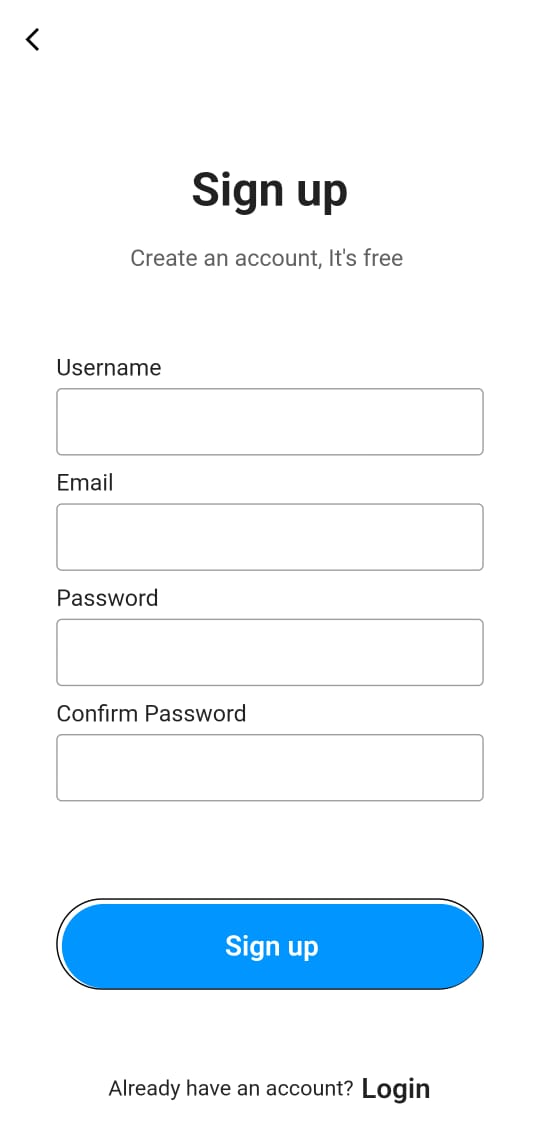 Sign up
Create an account, It's free
Username
Email
Password
Confirm Password
Sign up
Already have an account? Login